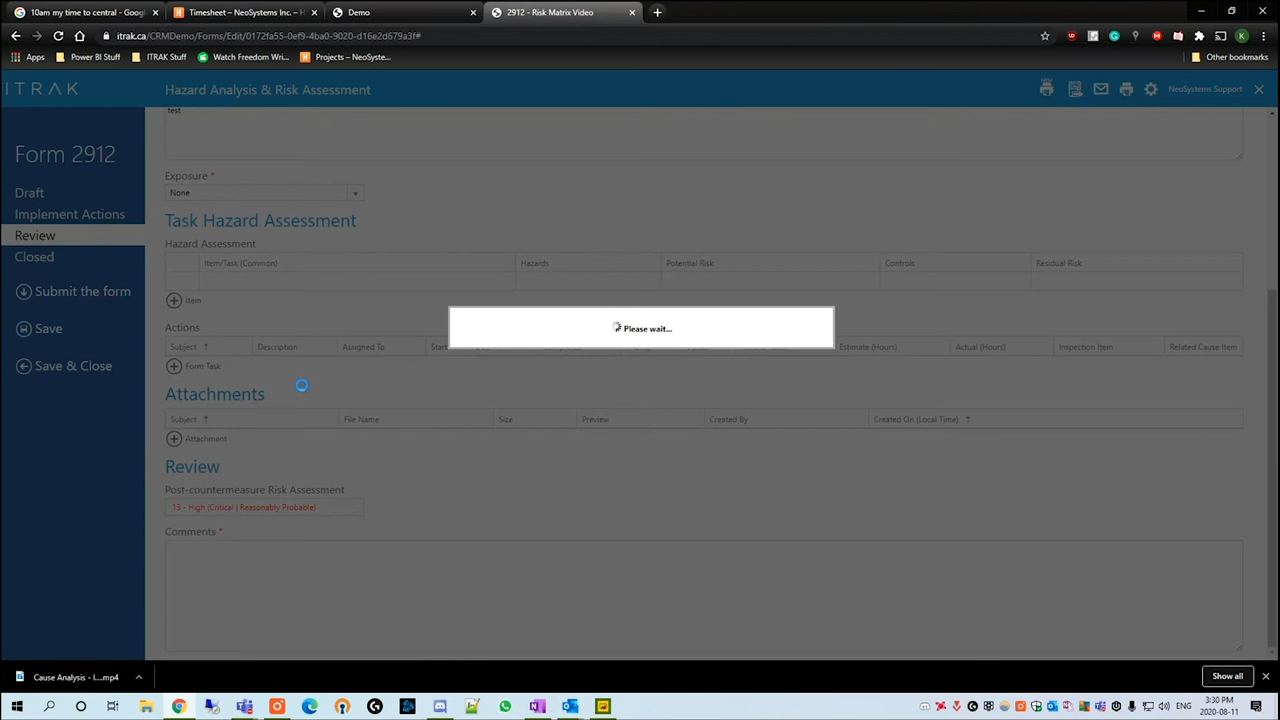 10am my time to central - Googl
Timesheet – NeoSystems Inc. – H
Demo
2912 - Risk Matrix Video
itrak.ca/CRMDemo/Forms/Edit/0172fa55-0ef9-4ba0-9020-d16e2d679a3f#
Apps
Power BI Stuff
ITRAK Stuff
Watch Freedom Wri...
Projects – NeoSyste...
Other bookmarks
ITRAK
Hazard Analysis & Risk Assessment
NeoSystems Support
test
Form 2912
Draft
Implement Actions
Review
Closed
Submit the form
Save
Save & Close
Exposure *
None
Task Hazard Assessment
Hazard Assessment
Item/Task (Common) Hazards Potential Risk Controls Residual Risk
Item
Please wait...
Actions
Subject ↑ Description Assigned To Start Estimate (Hours) Actual (Hours) Inspection Item Related Cause Item
Form Task
Attachments
Subject ↑ File Name Size Preview Created By Created On (Local Time) ↑
Attachment
Review
Post-countermeasure Risk Assessment
13 - High (Critical | Reasonably Probable)
Comments *
Cause Analysis - I....mp4
Show all
ENG
3:30 PM
2020-08-11